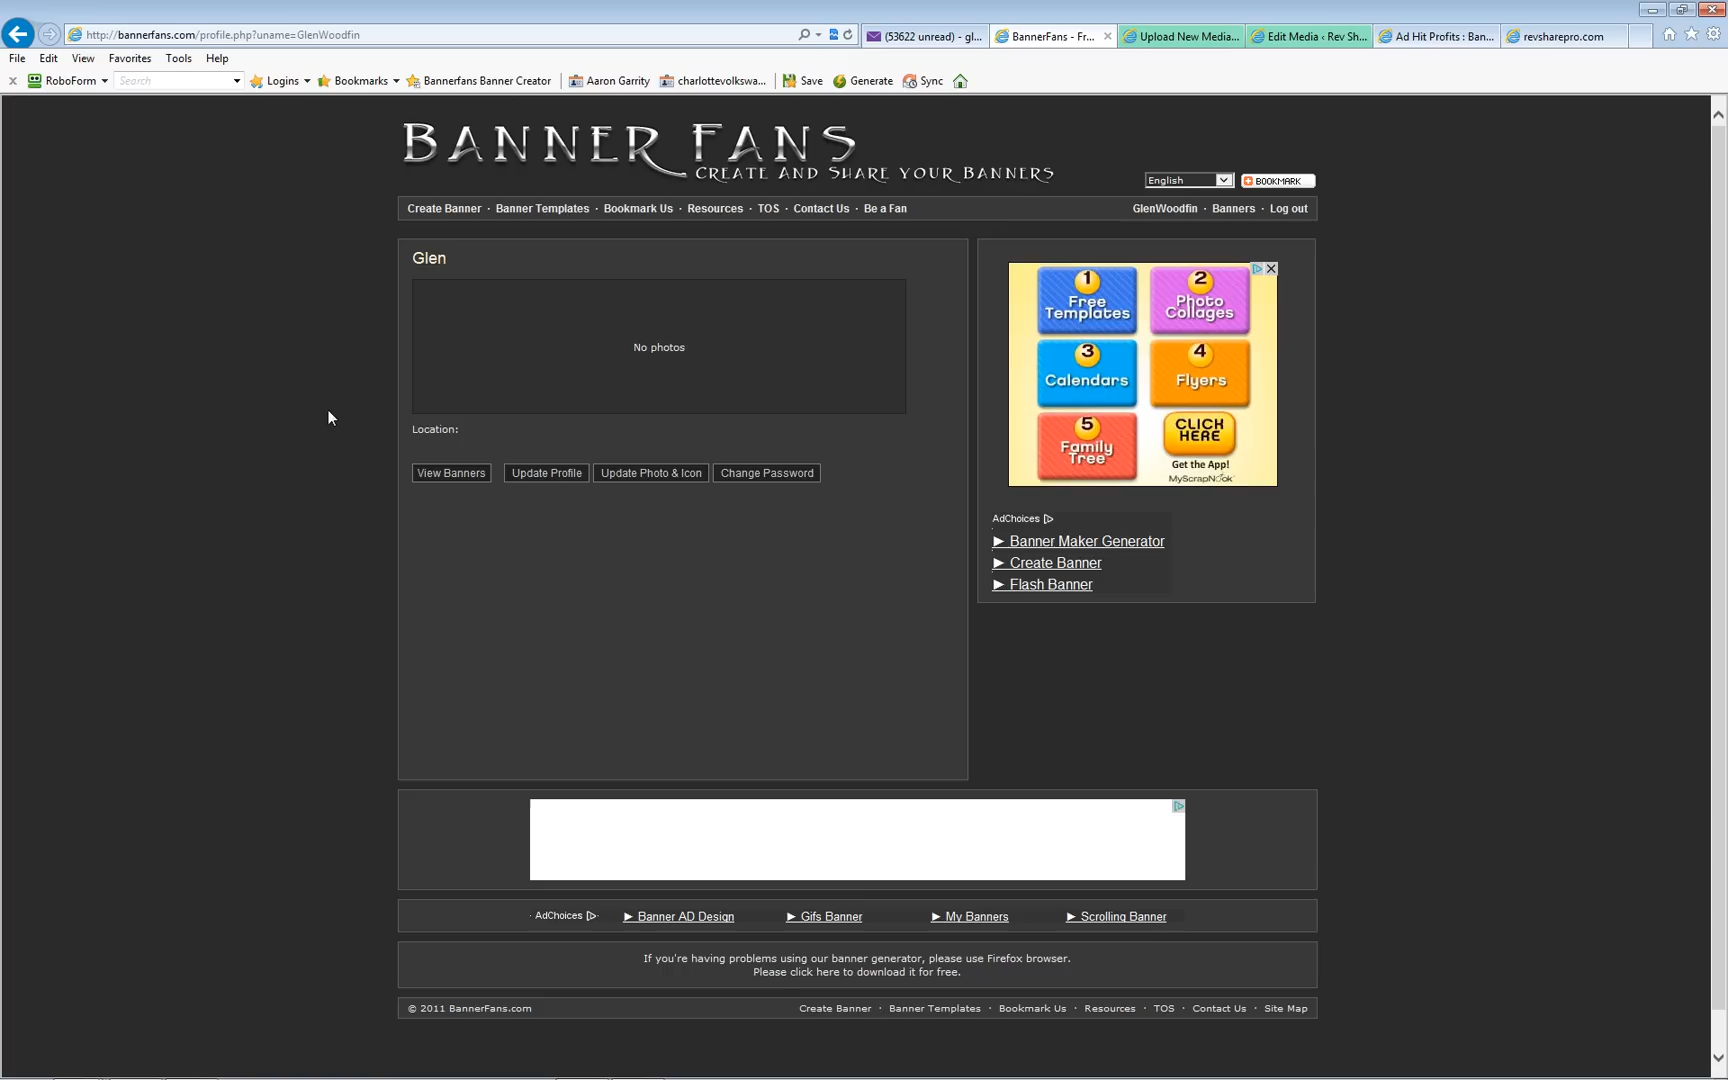 http://bannerfans.com/profile.php?uname=GlenWoodfin
(53622 unread) - gl...
BannerFans - Fr...
Upload New Media...
Edit Media ‹ Rev Sh...
Ad Hit Profits : Ban...
revsharepro.com
File Edit View Favorites Tools Help
RoboForm Search Logins Bookmarks Bannerfans Banner Creator Aaron Garrity charlottevolkswa... Save Generate Sync
BANNER FANS
CREATE AND SHARE YOUR BANNERS
English BOOKMARK
Create Banner · Banner Templates · Bookmark Us · Resources · TOS · Contact Us · Be a Fan
GlenWoodfin · Banners · Log out
Glen
No photos
Location:
View Banners Update Profile Update Photo & Icon Change Password
1 Free Templates
2 Photo Collages
3 Calendars
4 Flyers
5 Family Tree
CLICK HERE
Get the App!
MyScrapNook
AdChoices
► Banner Maker Generator
► Create Banner
► Flash Banner
AdChoices ► Banner AD Design ► Gifs Banner ► My Banners ► Scrolling Banner
If you're having problems using our banner generator, please use Firefox browser.
Please click here to download it for free.
© 2011 BannerFans.com
Create Banner · Banner Templates · Bookmark Us · Resources · TOS · Contact Us · Site Map